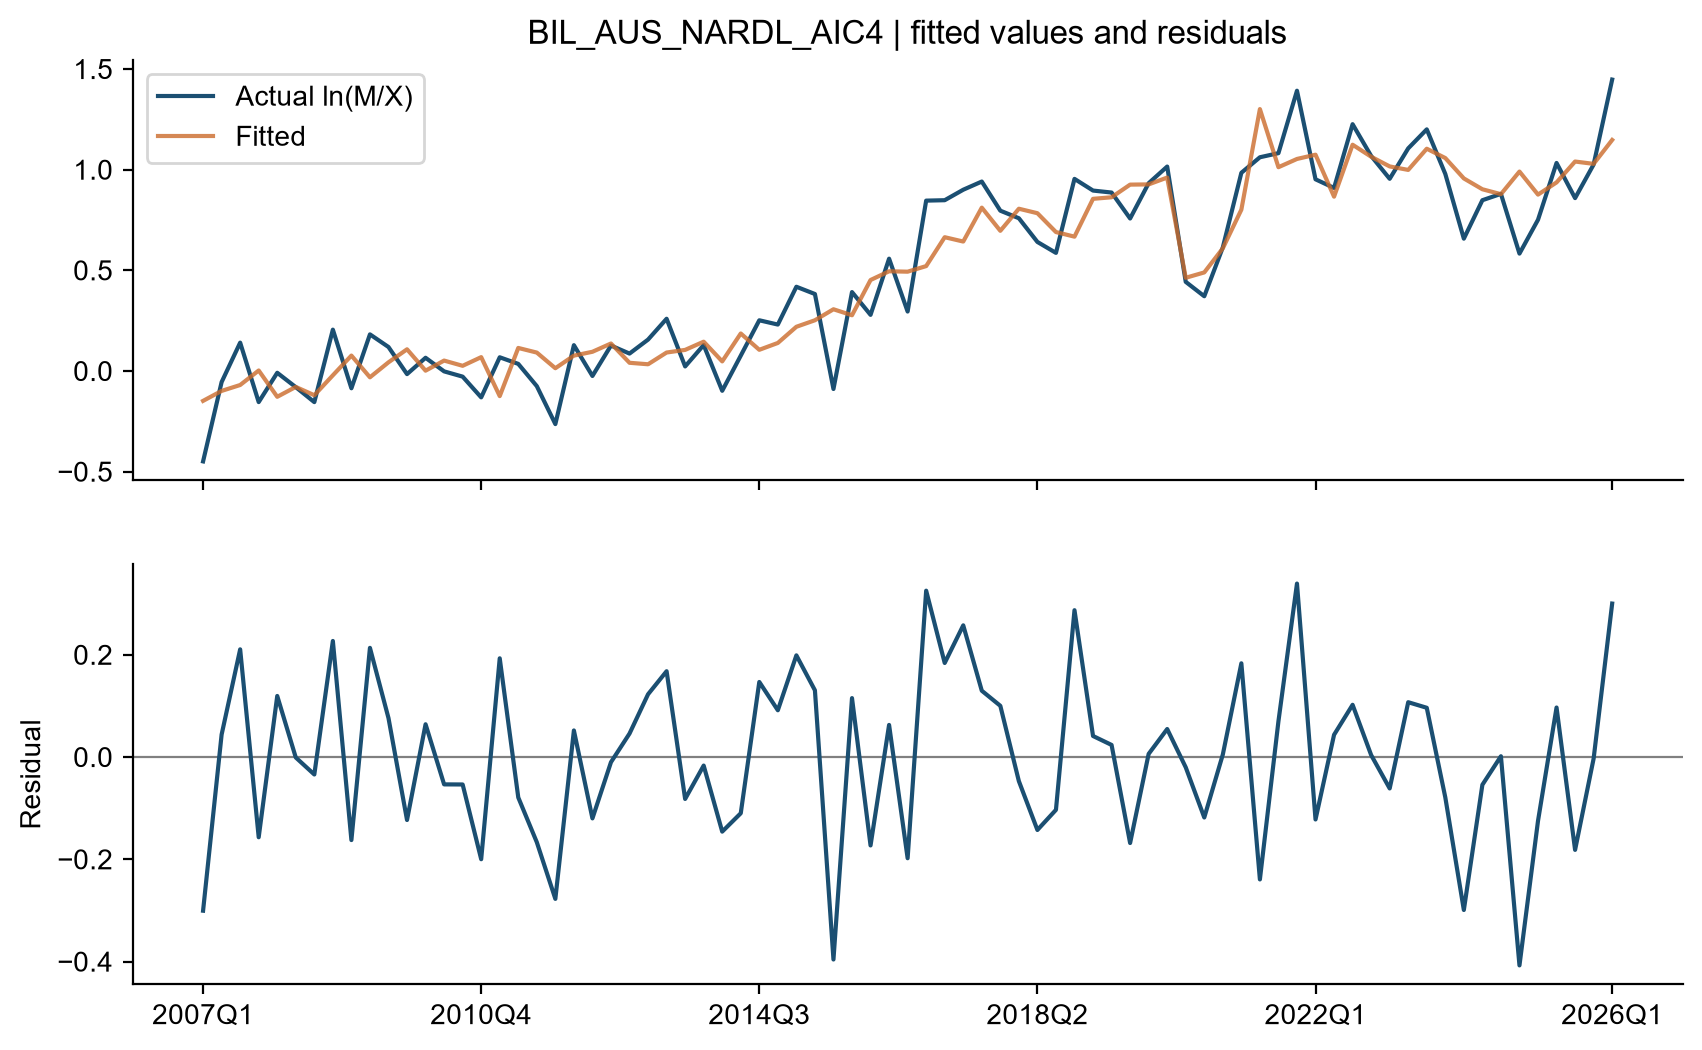 BIL_AUS_NARDL_AIC4 | fitted values and residuals
1.5
1.0
0.5
0.0
−0.5
Actual ln(M/X)
Fitted
Residual
0.2
0.0
−0.2
−0.4
2007Q1 2010Q4 2014Q3 2018Q2 2022Q1 2026Q1